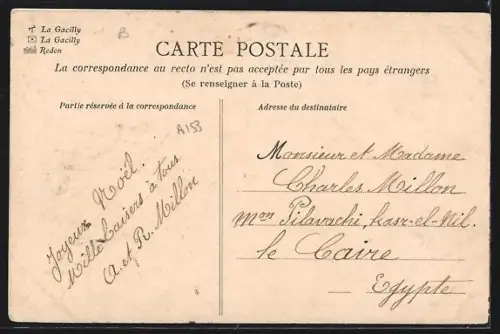 La Gacilly
La Gacilly
Redon
B
CARTE POSTALE
La correspondance au recto n'est pas acceptée par tous les pays étrangers
(Se renseigner à la Poste)
Partie réservée à la correspondance
A153
Joyeux Noël.
Mille baisers à tous
A. et R. Millon
Adresse du destinataire
Monsieur et Madame
Charles Millon
Mon Pilavachi, Kasr-el-Nil.
le Caire
Egypte